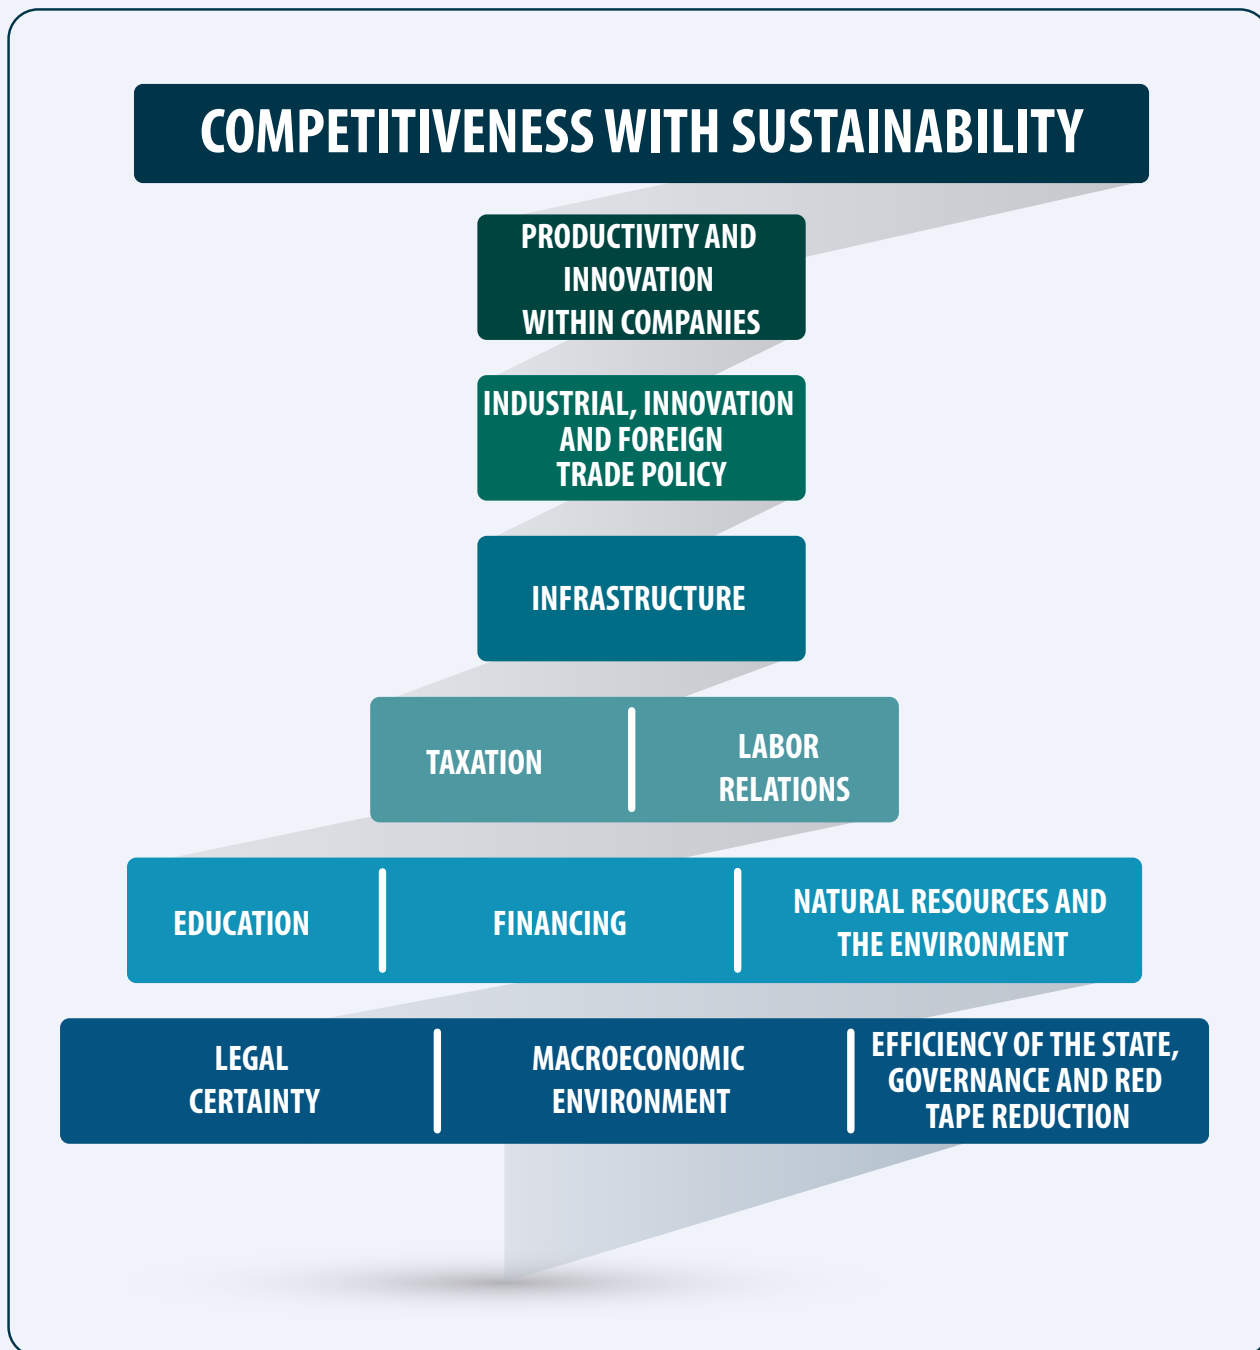 COMPETITIVENESS WITH SUSTAINABILITY
PRODUCTIVITY AND
INNOVATION
WITHIN COMPANIES
INDUSTRIAL, INNOVATION
AND FOREIGN
TRADE POLICY
INFRASTRUCTURE
TAXATION
LABOR
RELATIONS
EDUCATION
FINANCING
NATURAL RESOURCES AND
THE ENVIRONMENT
LEGAL
CERTAINTY
MACROECONOMIC
ENVIRONMENT
EFFICIENCY OF THE STATE,
GOVERNANCE AND RED
TAPE REDUCTION